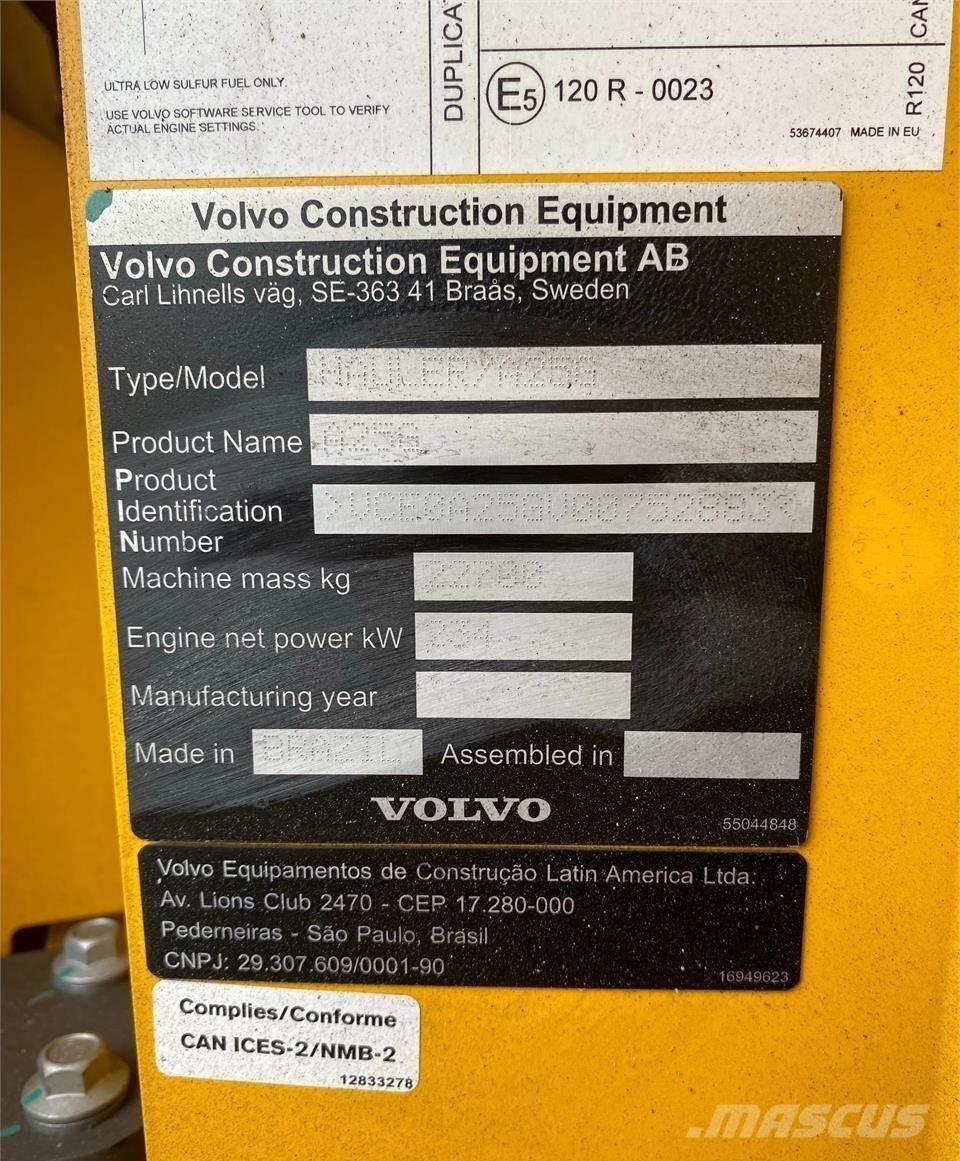 ULTRA LOW SULFUR FUEL ONLY.
USE VOLVO SOFTWARE SERVICE TOOL TO VERIFY
ACTUAL ENGINE SETTINGS.
E5 120 R - 0023
R120
53674407 MADE IN EU
Volvo Construction Equipment
Volvo Construction Equipment AB
Carl Lihnells väg, SE-363 41 Braås, Sweden
Type/Model HAULER/A25G
Product Name A25G
Product
Identification
Number
Machine mass kg
Engine net power kW 234
Manufacturing year
Made in BRAZIL Assembled in
VOLVO
55044848
Volvo Equipamentos de Construção Latin America Ltda.
Av. Lions Club 2470 - CEP 17.280-000
Pederneiras - São Paulo, Brasil
CNPJ: 29.307.609/0001-90
16949623
Complies/Conforme
CAN ICES-2/NMB-2
12833278
.MASCUS